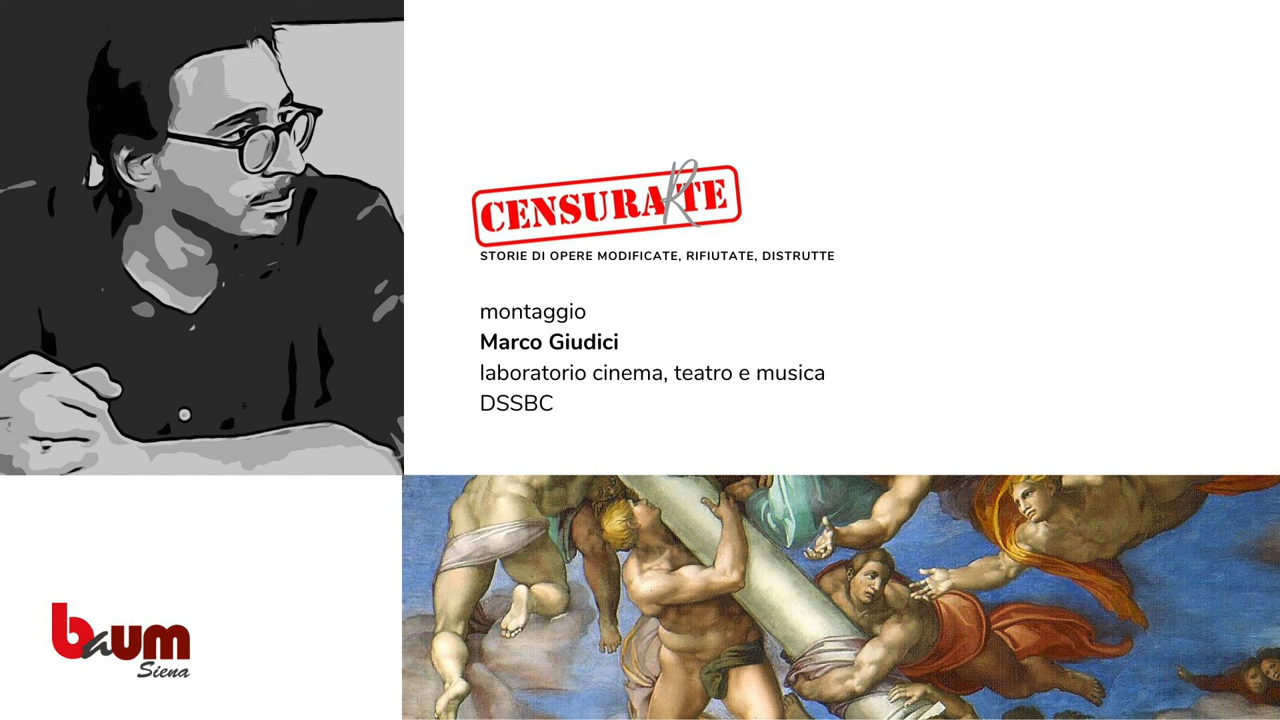 CENSURARTE
STORIE DI OPERE MODIFICATE, RIFIUTATE, DISTRUTTE
montaggio
Marco Giudici
laboratorio cinema, teatro e musica
DSSBC
baum
Siena